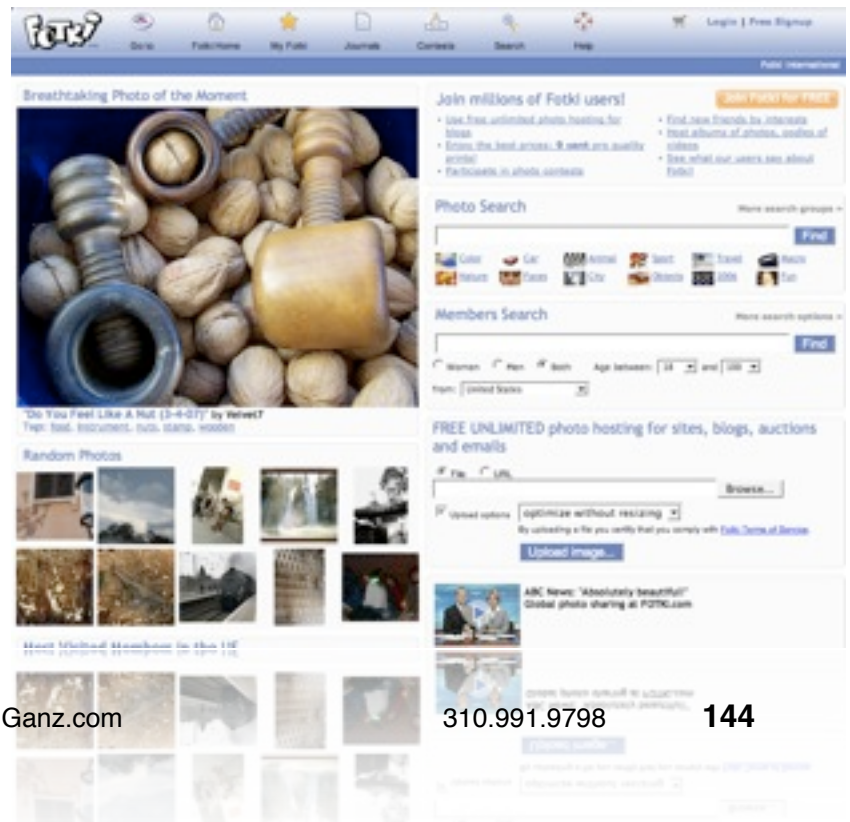 FOTKI
Go to
Fotki Home
My Fotki
Journals
Contests
Search
Help
Login | Free Signup
Fotki International
Breathtaking Photo of the Moment
"Do You Feel Like A Nut (3-4-07)" by Velvet7
Tags: food, instrument, nuts, stamp, wooden
Random Photos
Most Visited Members in the UK
Join millions of Fotki users!
Join Fotki for FREE
• Use free unlimited photo hosting for
blogs
• Enjoy the best prices: 9 cent pro quality
prints!
• Participate in photo contests
• Find new friends by interests
• Host albums of photos, oodles of
videos
• See what our users say about
Fotki!
Photo Search
More search groups »
Find
Color
Car
Animal
Sport
Travel
Macro
Nature
Faces
City
Objects
2006
Fun
Members Search
More search options »
Find
Women
Men
Both
Age between:
18
and
100
from:
United States
FREE UNLIMITED photo hosting for sites, blogs, auctions
and emails
File
URL
Browse...
Upload options
optimize without resizing
By uploading a file you certify that you comply with Fotki Terms of Service.
Upload image...
ABC News: "Absolutely beautiful!"
Global photo sharing at FOTKI.com
Ganz.com
310.991.9798
144